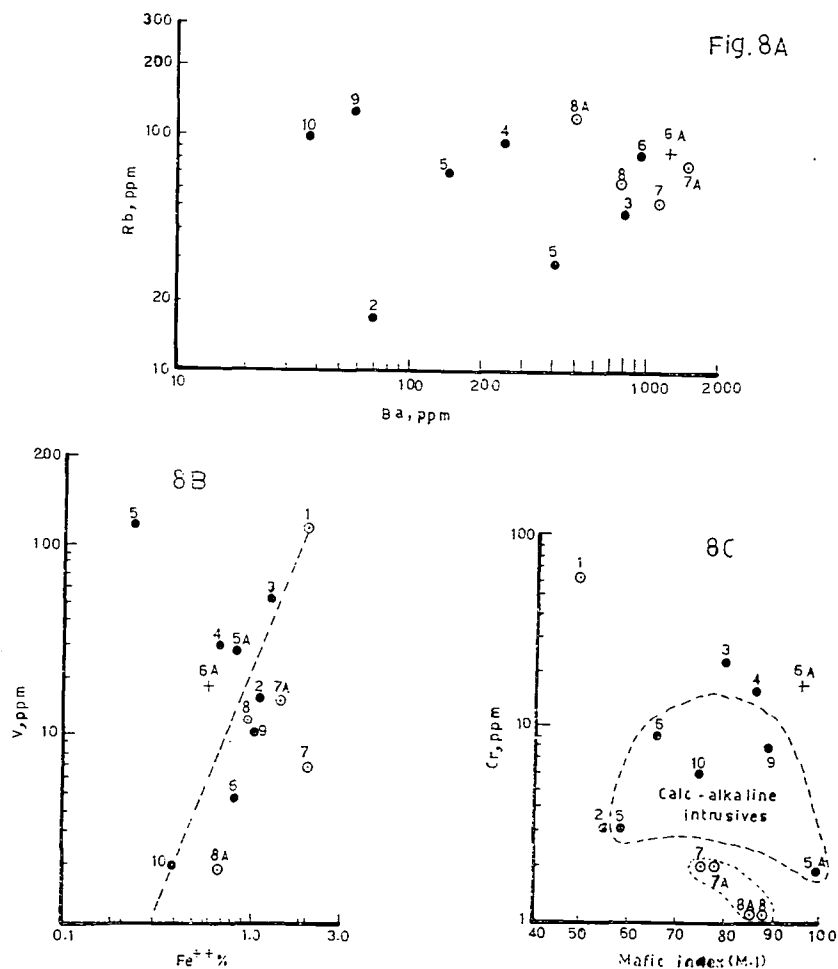 Fig. 8A
300
200
9
8A
100
10
4
6
6A
5
8
7A
7
3
5
20
2
10
10
100
200
1000
2000
Rb, ppm
Ba, ppm
200
8B
5
1
100
3
4
5A
6A
2
7A
8
9
10
7
6
10
8A
1
0.1
1.0
3.0
V, ppm
Fe++ %
100
8C
1
3
4
6A
10
6
9
10
Calc-alkaline
intrusives
2
5
5A
7
7A
8A
8
1
40
50
60
70
80
90
100
Cr, ppm
Mafic index (M-I)